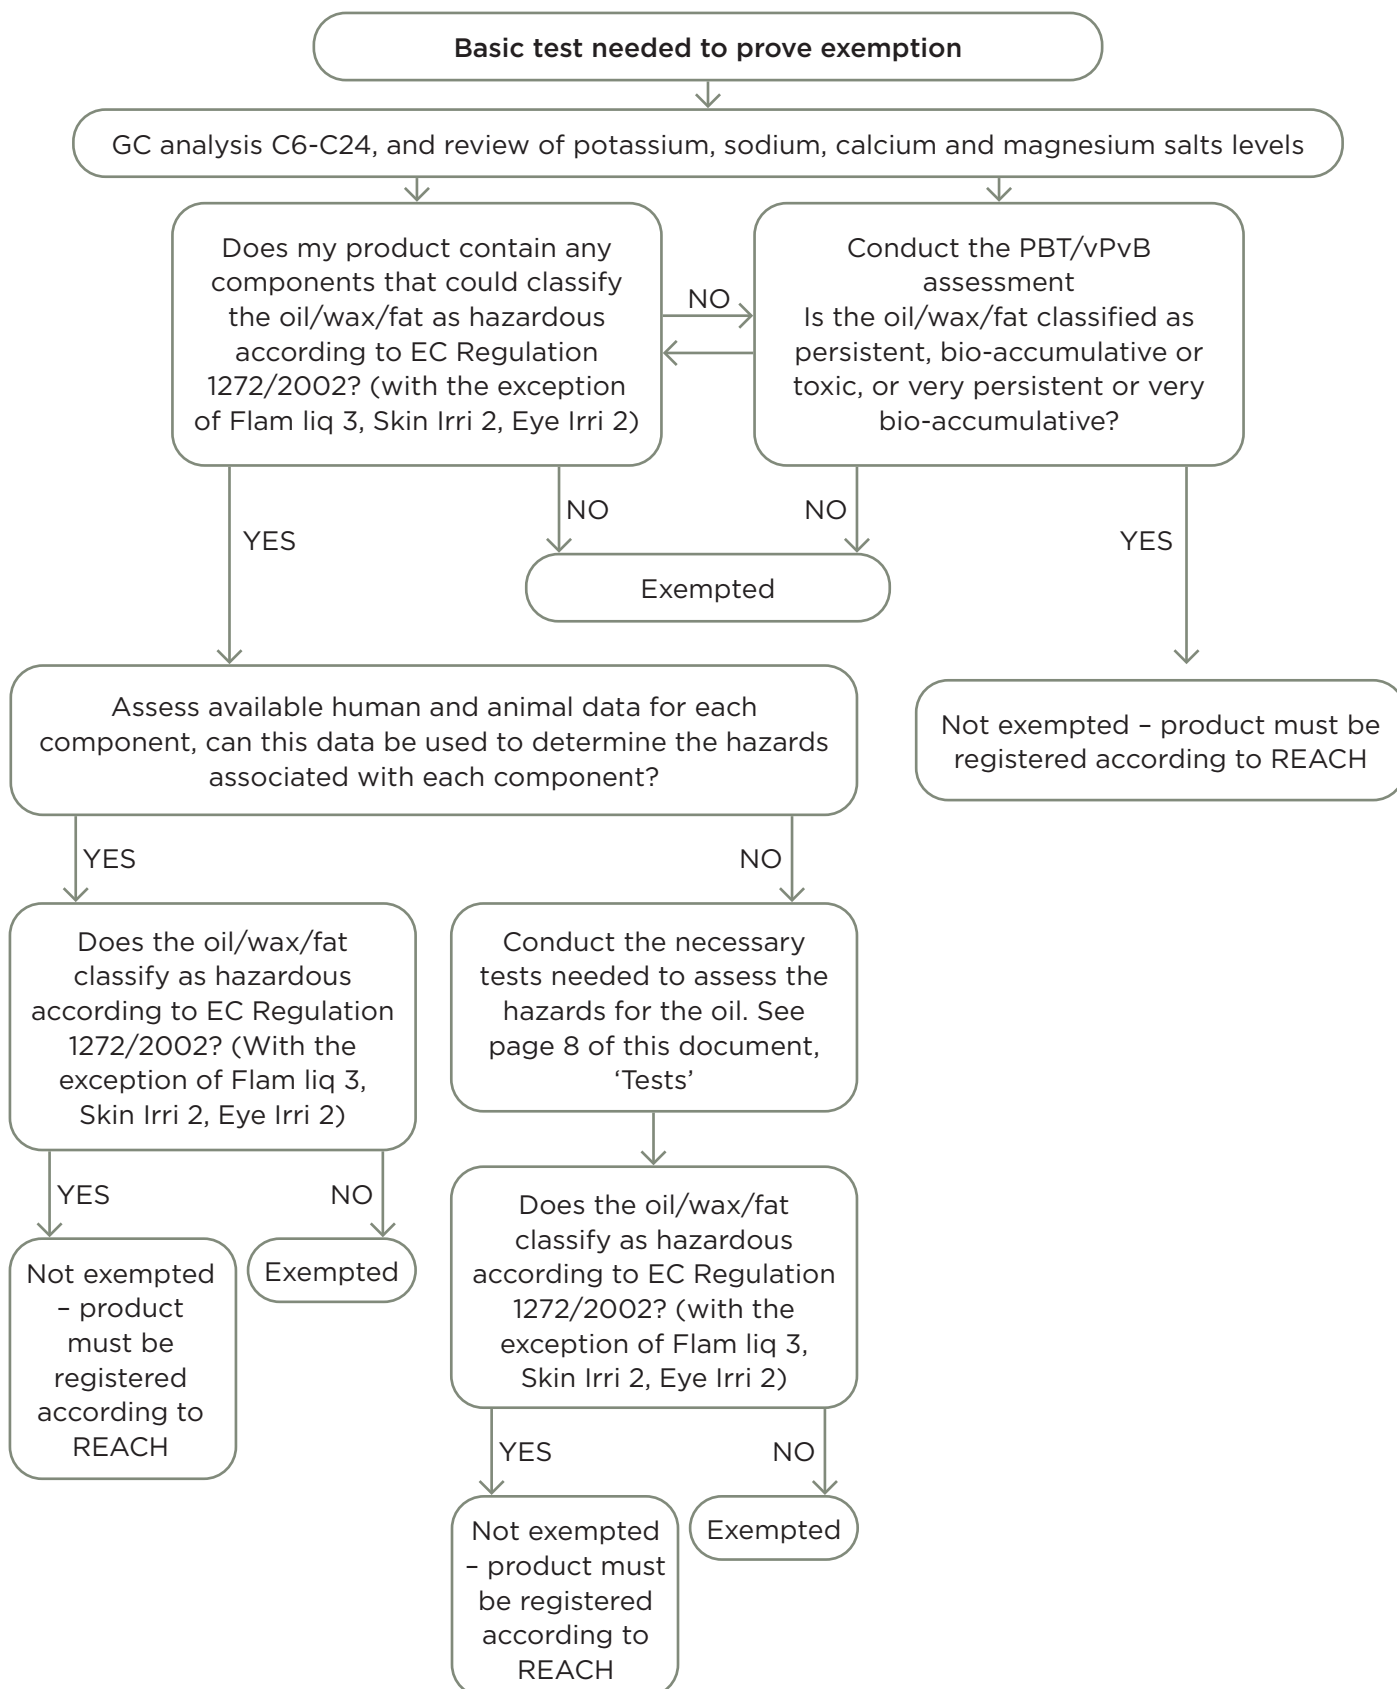 Basic test needed to prove exemption
GC analysis C6-C24, and review of potassium, sodium, calcium and magnesium salts levels
Does my product contain any
components that could classify
the oil/wax/fat as hazardous
according to EC Regulation
1272/2002? (with the exception
of Flam liq 3, Skin Irri 2, Eye Irri 2)
NO
Conduct the PBT/vPvB
assessment
Is the oil/wax/fat classified as
persistent, bio-accumulative or
toxic, or very persistent or very
bio-accumulative?
YES
NO
NO
YES
Exempted
Assess available human and animal data for each
component, can this data be used to determine the hazards
associated with each component?
Not exempted – product must be
registered according to REACH
YES
NO
Does the oil/wax/fat
classify as hazardous
according to EC Regulation
1272/2002? (With the
exception of Flam liq 3,
Skin Irri 2, Eye Irri 2)
Conduct the necessary
tests needed to assess the
hazards for the oil. See
page 8 of this document,
‘Tests’
YES
NO
Not exempted
– product
must be
registered
according to
REACH
Exempted
Does the oil/wax/fat
classify as hazardous
according to EC Regulation
1272/2002? (with the
exception of Flam liq 3,
Skin Irri 2, Eye Irri 2)
YES
NO
Not exempted
– product must
be registered
according to
REACH
Exempted